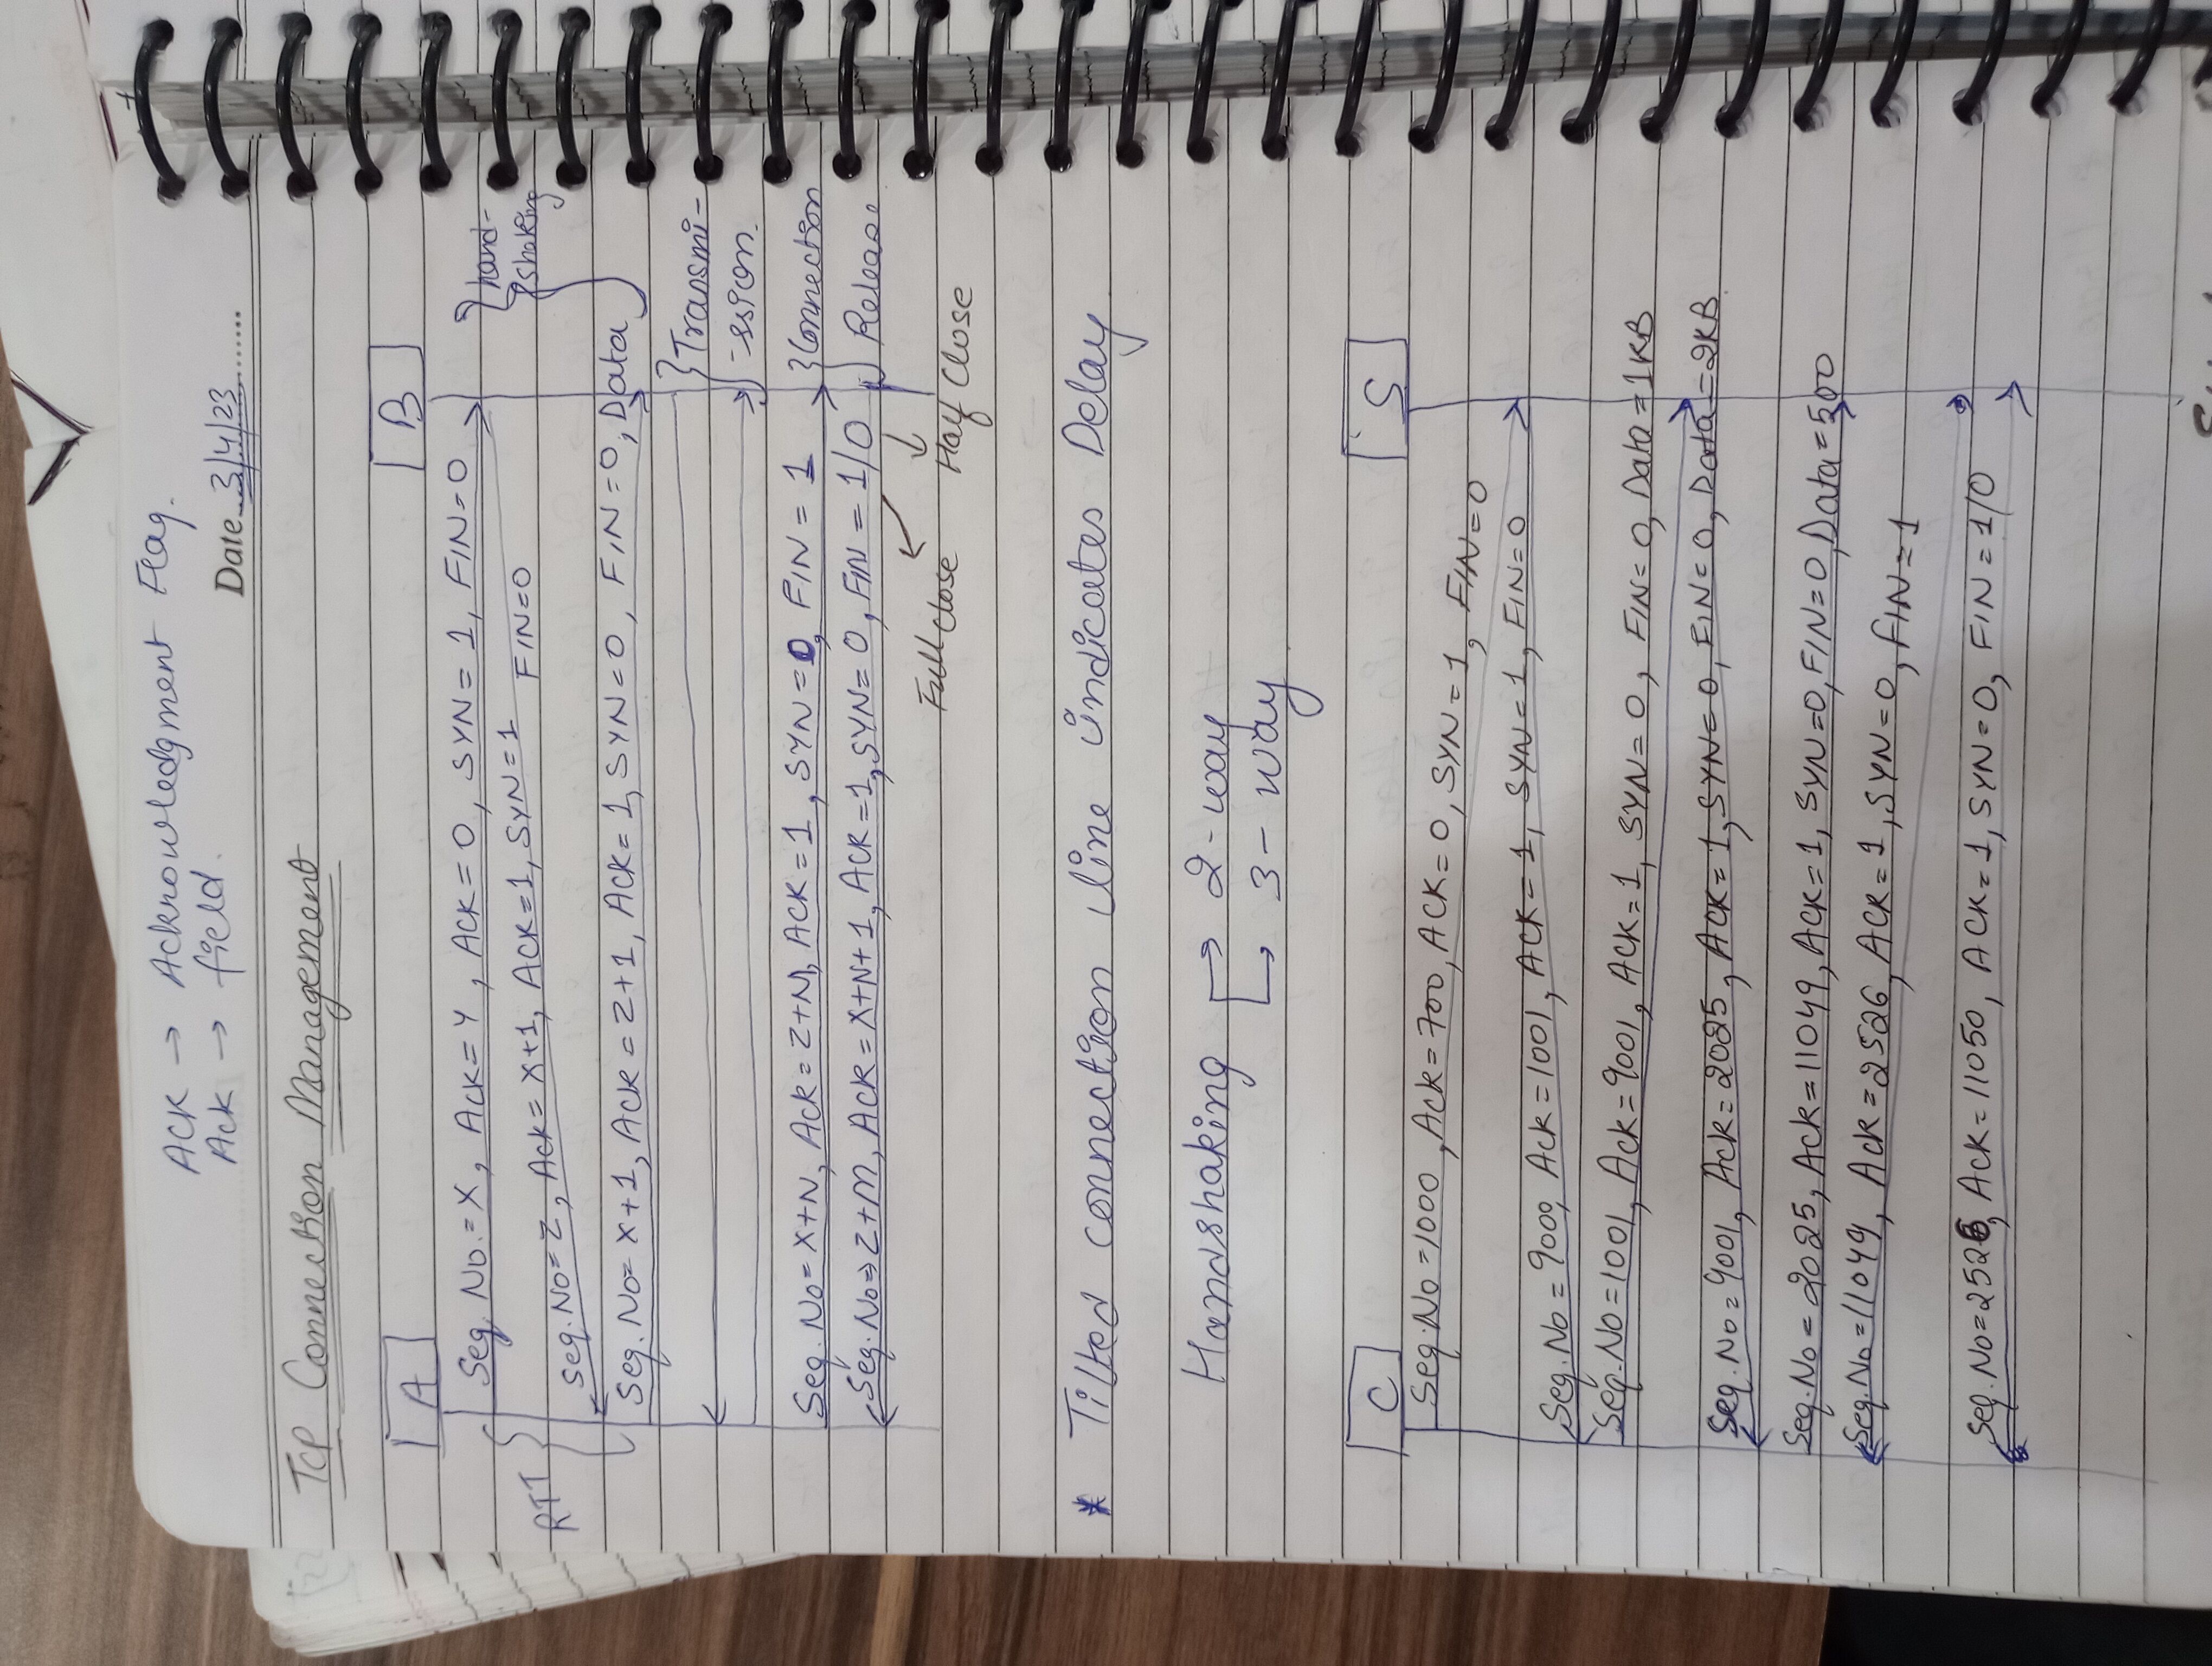 ACK → Acknowledgment Flag.
Ack → field.
Date 3/4/23
TCP Connection Management
A B
Seq. No.=X, Ack=Y, ACK=0, SYN=1, FIN=0
hand-
shaking
RTT
Seq.No=Z, Ack=X+1, ACK=1, SYN=1 FIN=0
Seq.No=X+1, Ack=Z+1, ACK=1, SYN=0, FIN=0, Data
Transmi-
-ssion.
Seq.No=X+N, Ack=Z+M, ACK=1, SYN=0, FIN=1
Connection
Release
Seq.No=Z+M, Ack=X+N+1, ACK=1, SYN=0, FIN=1/0
Full close Half Close
* Tilted connection line indicates Delay
Handshaking → 2-way
→ 3-way
C S
Seq.No=1000, Ack=700, ACK=0, SYN=1, FIN=0
Seq.No=9000, Ack=1001, ACK=1, SYN=1, FIN=0
Seq.No=1001, Ack=9001, ACK=1, SYN=0, FIN=0, Data=1KB
Seq.No=9001, Ack=2025, ACK=1, SYN=0, FIN=0, Data=2KB
Seq.No=2025, Ack=11049, ACK=1, SYN=0, FIN=0, Data=500
Seq.No=11049, Ack=2526, ACK=1, SYN=0, FIN=1
Seq.No=2526, Ack=11050, ACK=1, SYN=0, FIN=1/0